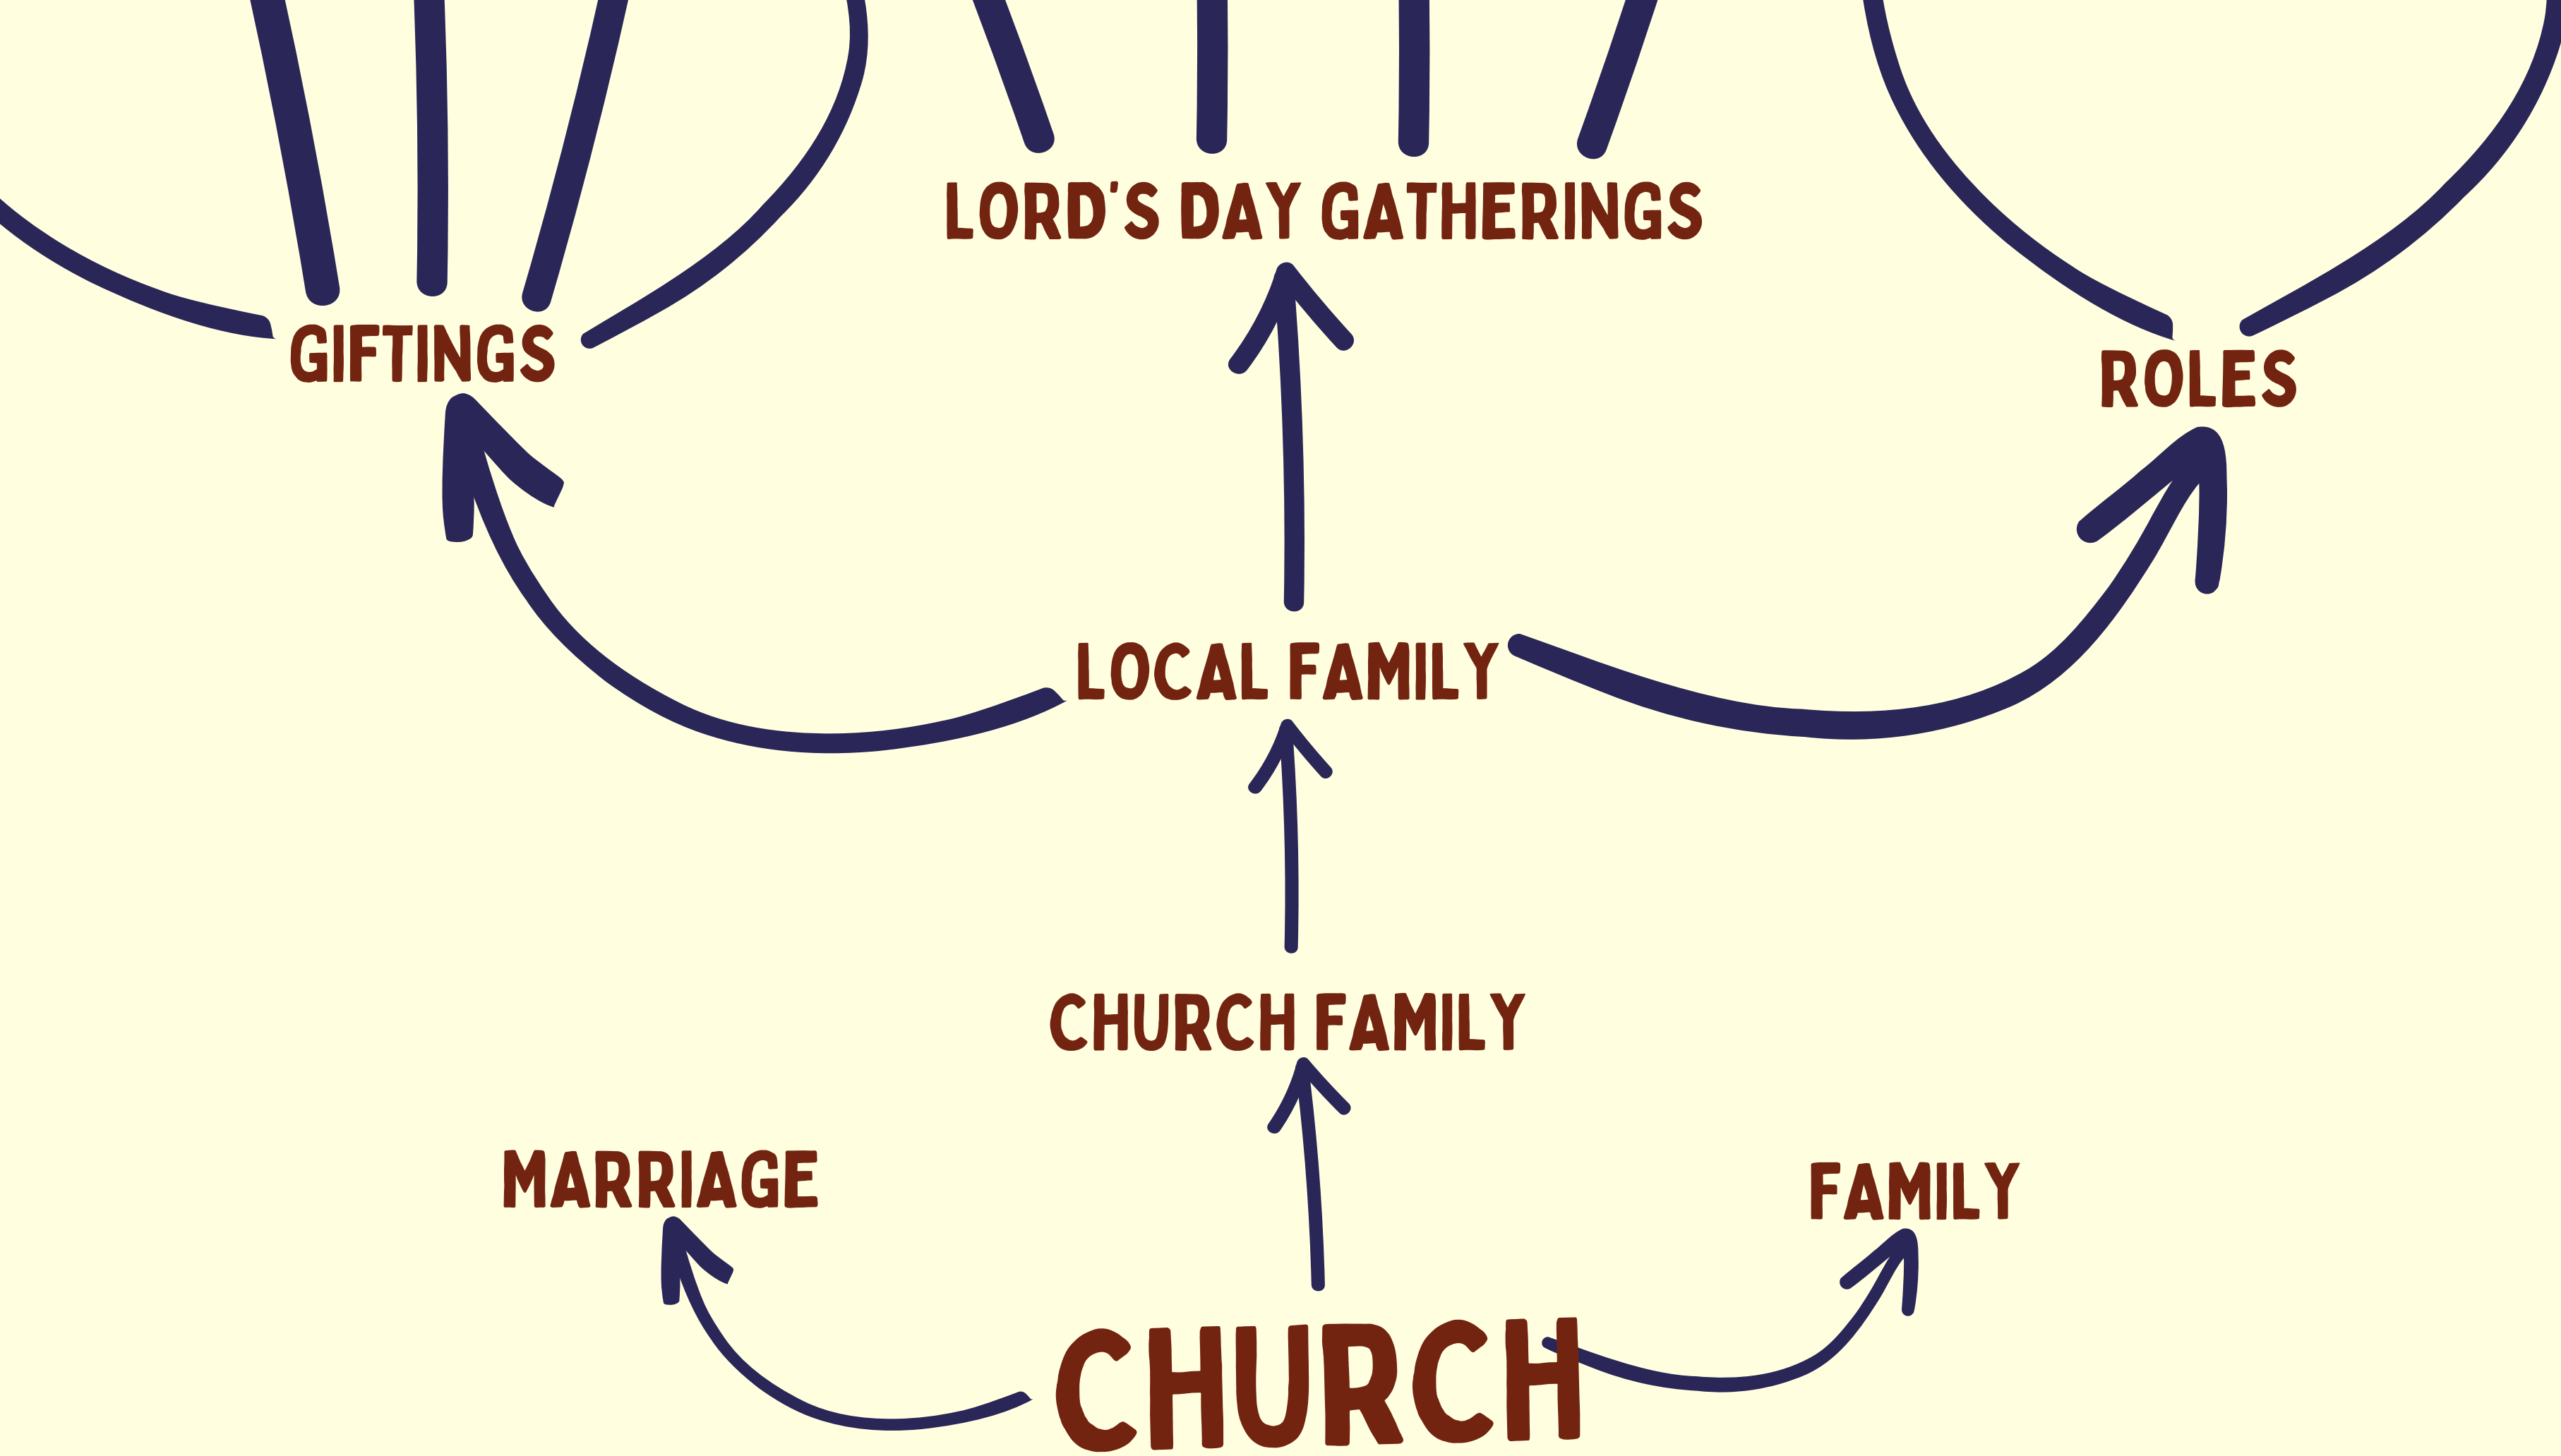 LORD'S DAY GATHERINGS
GIFTINGS
ROLES
LOCAL FAMILY
CHURCH FAMILY
MARRIAGE
FAMILY
CHURCH